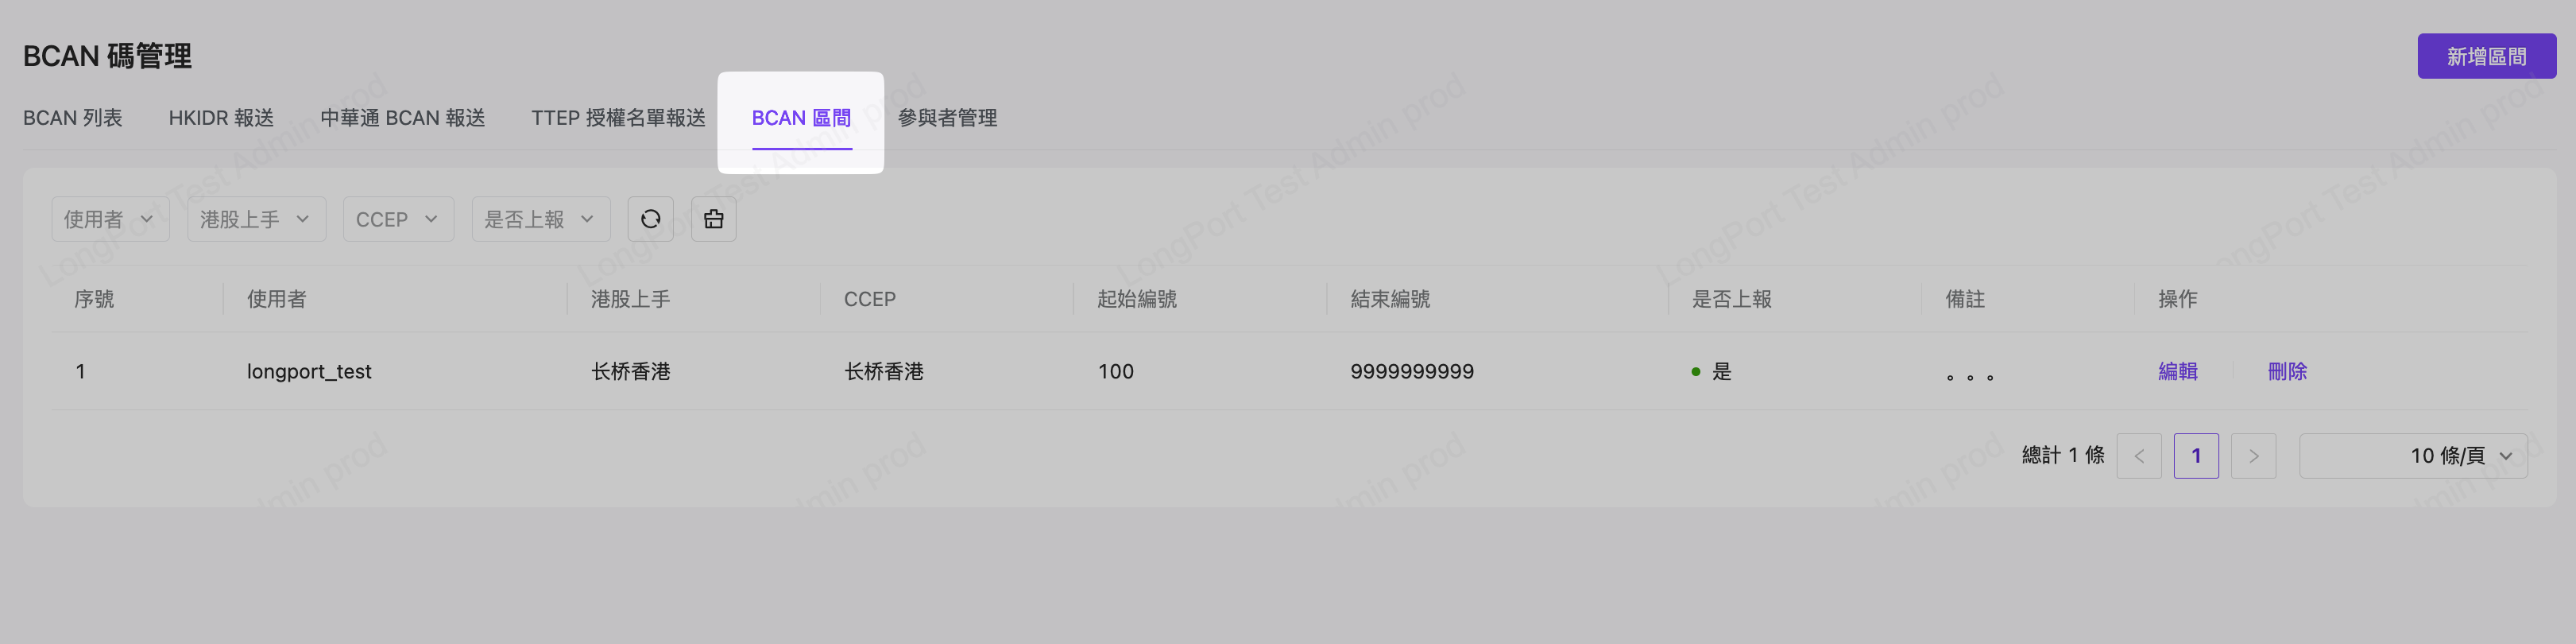 BCAN 碼管理
新增區間
BCAN 列表 HKIDR 報送 中華通 BCAN 報送 TTEP 授權名單報送 BCAN 區間 參與者管理
使用者 港股上手 CCEP 是否上報
序號 使用者 港股上手 CCEP 起始編號 結束編號 是否上報 備註 操作
1 longport_test 长桥香港 长桥香港 100 9999999999 是 。。。 編輯 刪除
總計 1 條 < 1 > 10 條/頁
LongPort Test Admin prod